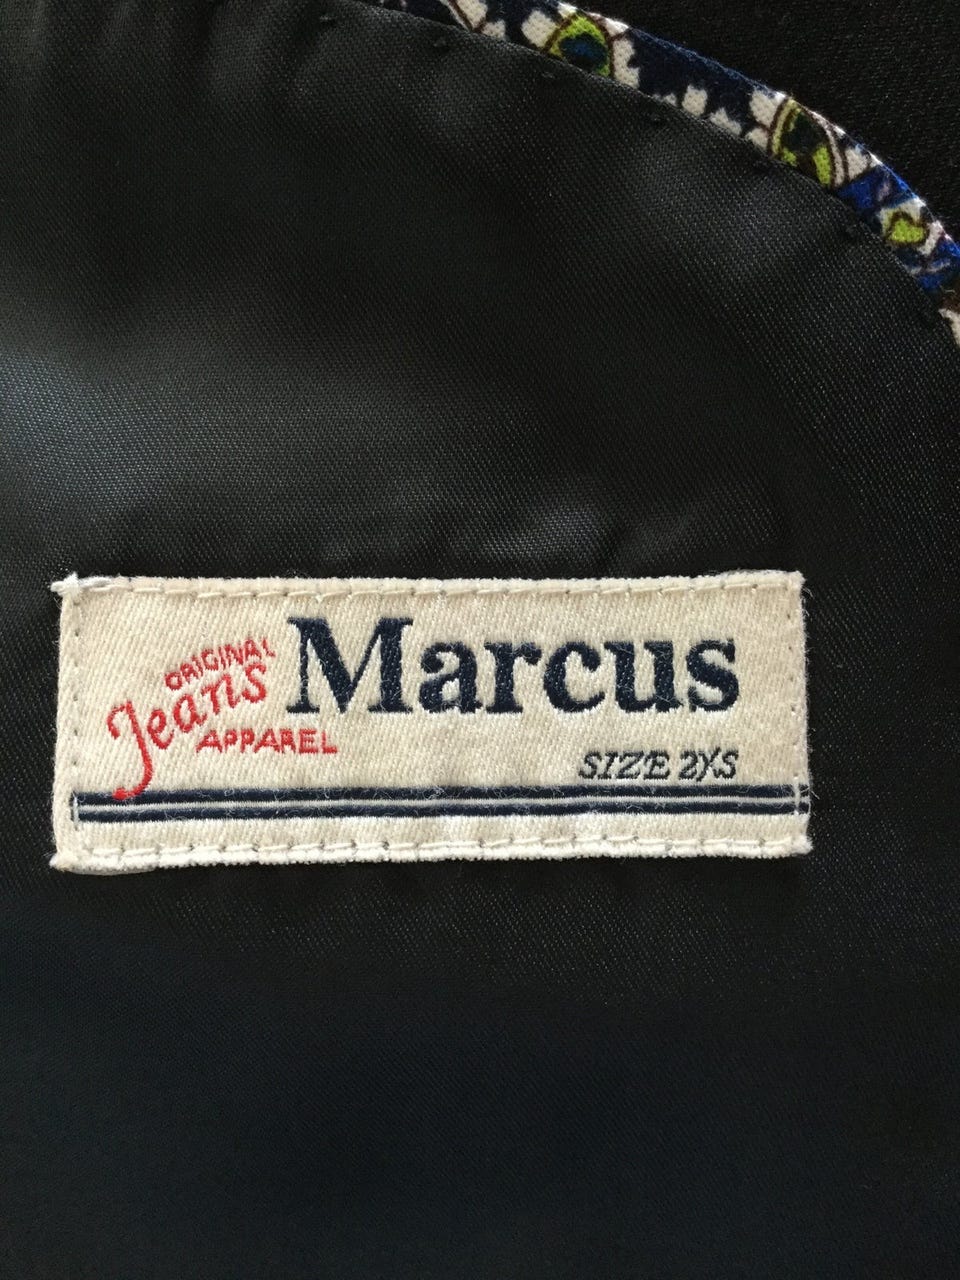 ORIGINAL
Jeans
APPAREL
Marcus
SIZE 2YS